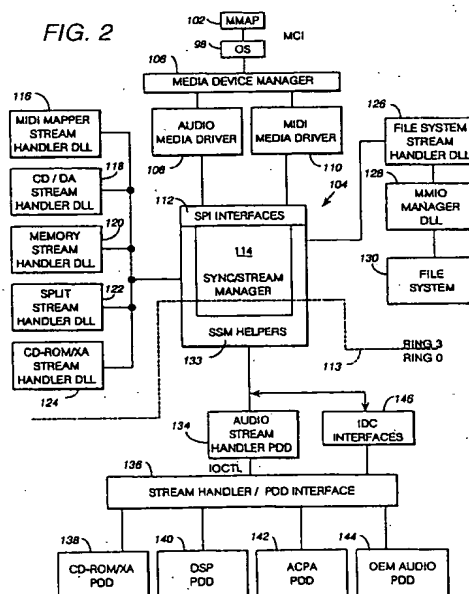 FIG. 2
102
MMAP
MCI
98
OS
106
MEDIA DEVICE MANAGER
116
MIDI MAPPER
STREAM
HANDLER DLL
118
CD / DA
STREAM
HANDLER DLL
120
MEMORY
STREAM
HANDLER DLL
122
SPLIT
STREAM
HANDLER DLL
CD-ROM/XA
STREAM
HANDLER DLL
124
AUDIO
MEDIA DRIVER
108
MIDI
MEDIA DRIVER
110
104
112
SPI INTERFACES
114
SYNC/STREAM
MANAGER
SSM HELPERS
133
126
FILE SYSTEM
STREAM
HANDLER DLL
128
MMIO
MANAGER
DLL
130
FILE
SYSTEM
RING 3
RING 0
113
134
AUDIO
STREAM
HANDLER PDD
146
IDC
INTERFACES
136
IOCTL
STREAM HANDLER / PDD INTERFACE
138
CD-ROM/XA
PDD
140
DSP
PDD
142
ACPA
PDD
144
OEM AUDIO
PDD